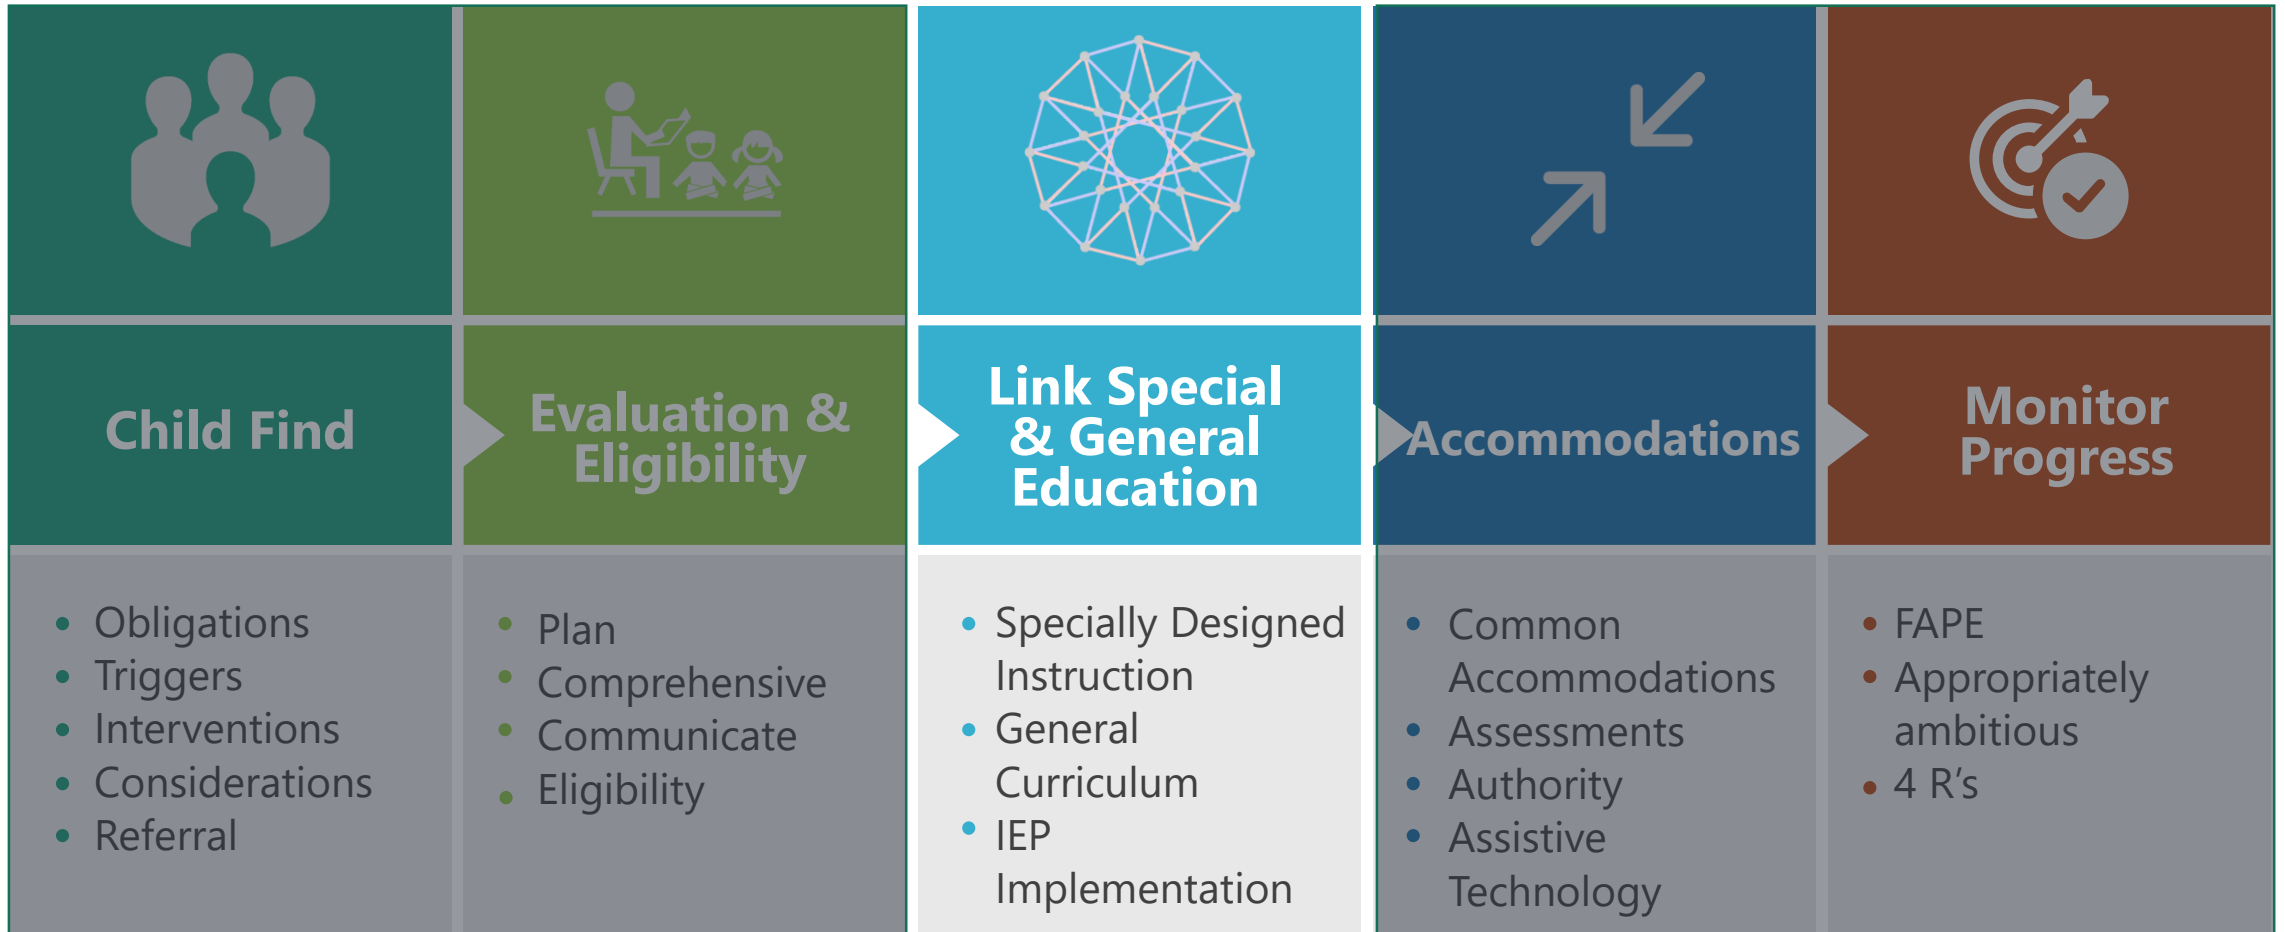 Child Find
Obligations
Triggers
Interventions
Considerations
Referral
Evaluation &
Eligibility
Plan
Comprehensive
Communicate
Eligibility
Link Special
& General
Education
Specially Designed
Instruction
General
Curriculum
IEP
Implementation
Accommodations
Common
Accommodations
Assessments
Authority
Assistive
Technology
Monitor
Progress
FAPE
Appropriately
ambitious
4 R’s